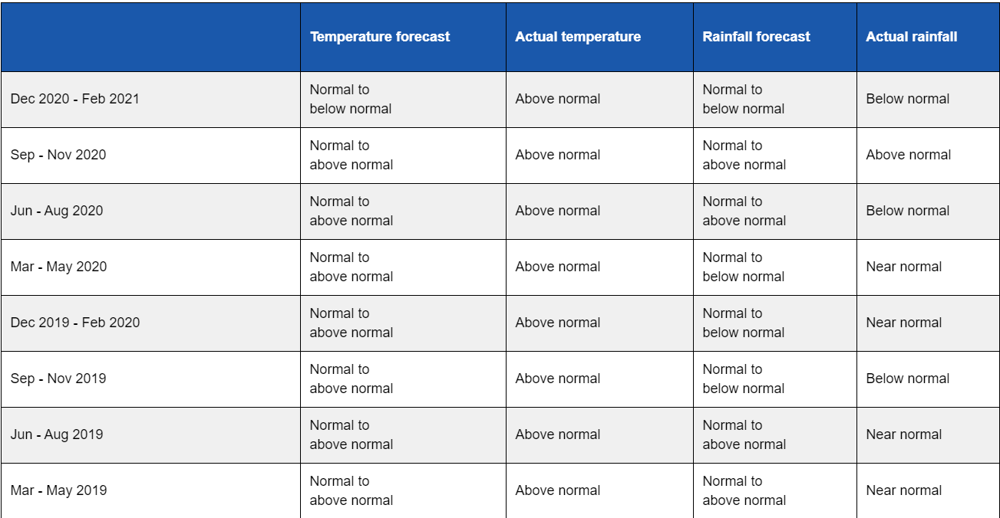 Temperature forecast Actual temperature Rainfall forecast Actual rainfall
Dec 2020 - Feb 2021 Normal to below normal Above normal Normal to below normal Below normal
Sep - Nov 2020 Normal to above normal Above normal Normal to above normal Above normal
Jun - Aug 2020 Normal to above normal Above normal Normal to above normal Below normal
Mar - May 2020 Normal to above normal Above normal Normal to below normal Near normal
Dec 2019 - Feb 2020 Normal to above normal Above normal Normal to below normal Near normal
Sep - Nov 2019 Normal to above normal Above normal Normal to below normal Below normal
Jun - Aug 2019 Normal to above normal Above normal Normal to above normal Near normal
Mar - May 2019 Normal to above normal Above normal Normal to above normal Near normal